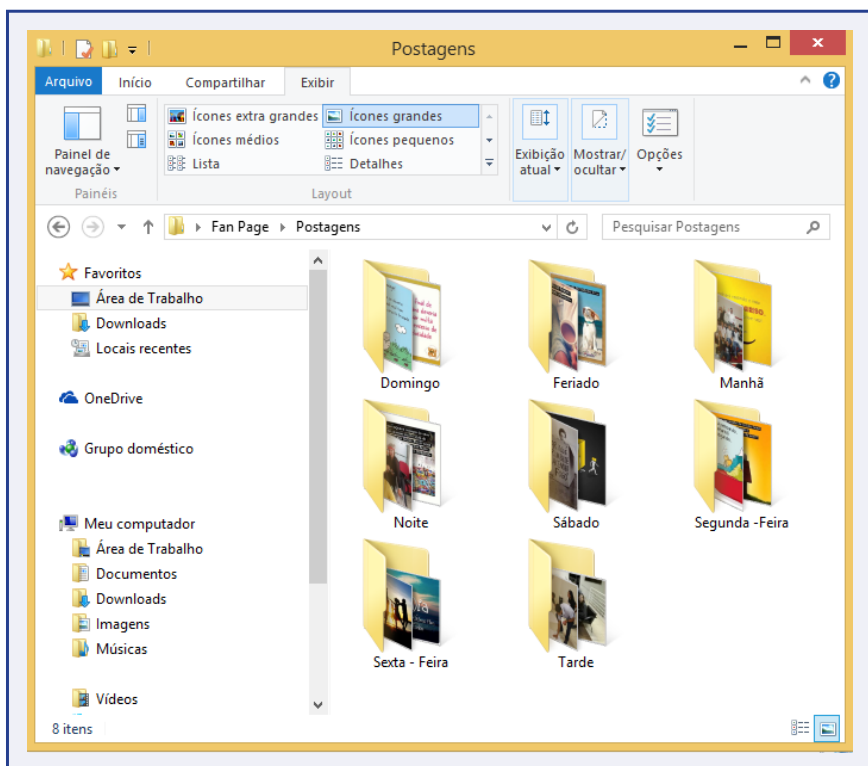 Postagens
Arquivo Início Compartilhar Exibir
Painel de navegação
Ícones extra grandes Ícones grandes
Ícones médios Ícones pequenos
Lista Detalhes
Exibição atual
Mostrar/ ocultar
Opções
Painéis Layout
Fan Page Postagens Pesquisar Postagens
Favoritos
Área de Trabalho
Downloads
Locais recentes
OneDrive
Grupo doméstico
Meu computador
Área de Trabalho
Documentos
Downloads
Imagens
Músicas
Vídeos
Domingo Feriado Manhã
Noite Sábado Segunda -Feira
Sexta - Feira Tarde
8 itens